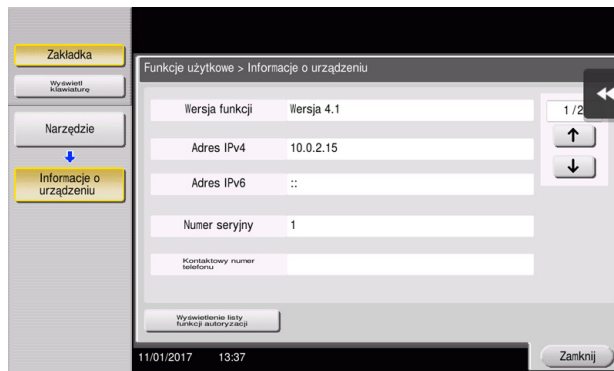 Zakładka
Wyświetl
klawiaturę
Narzędzie
Informacje o
urządzeniu
Funkcje użytkowe > Informacje o urządzeniu
Wersja funkcji Wersja 4.1
1/2
Adres IPv4 10.0.2.15
Adres IPv6 ::
Numer seryjny 1
Kontaktowy numer
telefonu
Wyświetlenie listy
funkcji autoryzacji
11/01/2017 13:37
Zamknij